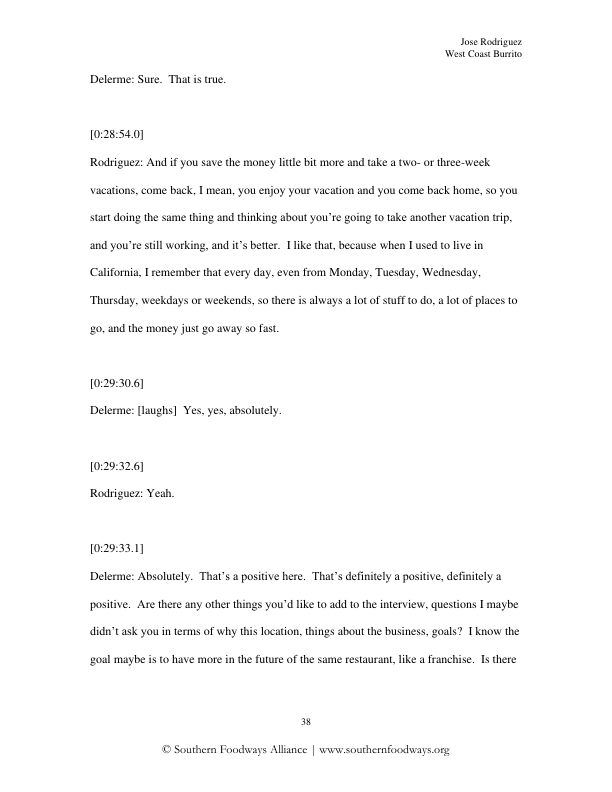 Jose Rodriguez
West Coast Burrito
Delerme: Sure.  That is true.
[0:28:54.0]
Rodriguez: And if you save the money little bit more and take a two- or three-week
vacations, come back, I mean, you enjoy your vacation and you come back home, so you
start doing the same thing and thinking about you’re going to take another vacation trip,
and you’re still working, and it’s better.  I like that, because when I used to live in
California, I remember that every day, even from Monday, Tuesday, Wednesday,
Thursday, weekdays or weekends, so there is always a lot of stuff to do, a lot of places to
go, and the money just go away so fast.
[0:29:30.6]
Delerme: [laughs]  Yes, yes, absolutely.
[0:29:32.6]
Rodriguez: Yeah.
[0:29:33.1]
Delerme: Absolutely.  That’s a positive here.  That’s definitely a positive, definitely a
positive.  Are there any other things you’d like to add to the interview, questions I maybe
didn’t ask you in terms of why this location, things about the business, goals?  I know the
goal maybe is to have more in the future of the same restaurant, like a franchise.  Is there
38
© Southern Foodways Alliance | www.southernfoodways.org